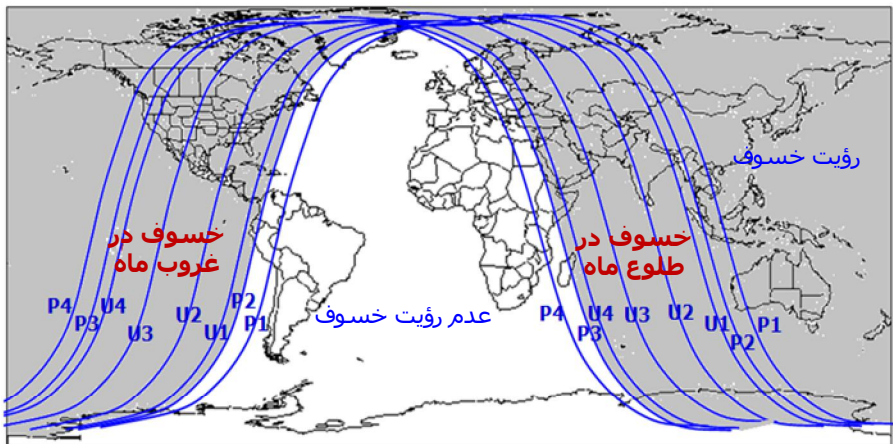 رؤیت خسوف
خسوف در
غروب ماه
خسوف در
طلوع ماه
عدم رؤیت خسوف
P4
P3
U4
U3
U2
U1
P2
P1
P4
P3
U4
U3
U2
U1
P2
P1